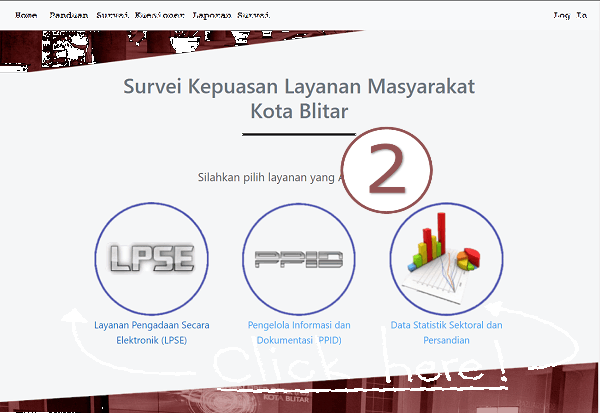 Home Panduan Survei Kuesioner Laporan Survei Log In
Survei Kepuasan Layanan Masyarakat
Kota Blitar
Silahkan pilih layanan yang
2
LPSE PPID
Layanan Pengadaan Secara
Elektronik (LPSE)
Pengelola Informasi dan
Dokumentasi PPID)
Data Statistik Sektoral dan
Persandian
Click Here!
KOTA BLITAR